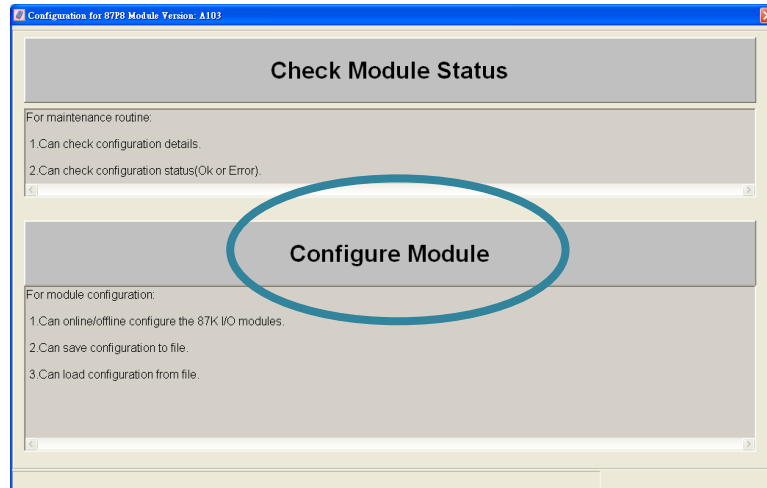 Configuration for 87P8 Module Version: A103
Check Module Status
For maintenance routine:
1.Can check configuration details.
2.Can check configuration status(Ok or Error).
Configure Module
For module configuration:
1.Can online/offline configure the 87K I/O modules.
2.Can save configuration to file.
3.Can load configuration from file.